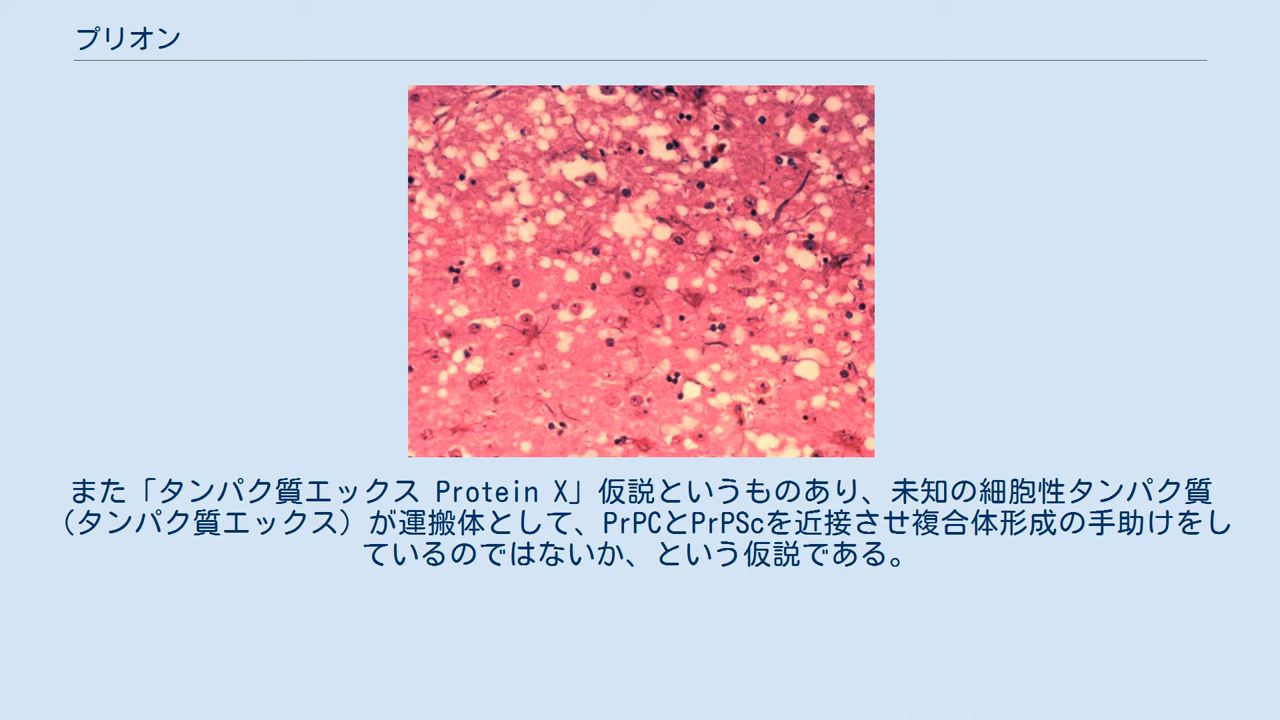 プリオン
また「タンパク質エックス Protein X」仮説というものあり、未知の細胞性タンパク質
（タンパク質エックス）が運搬体として、PrPCとPrPScを近接させ複合体形成の手助けをし
ているのではないか、という仮説である。